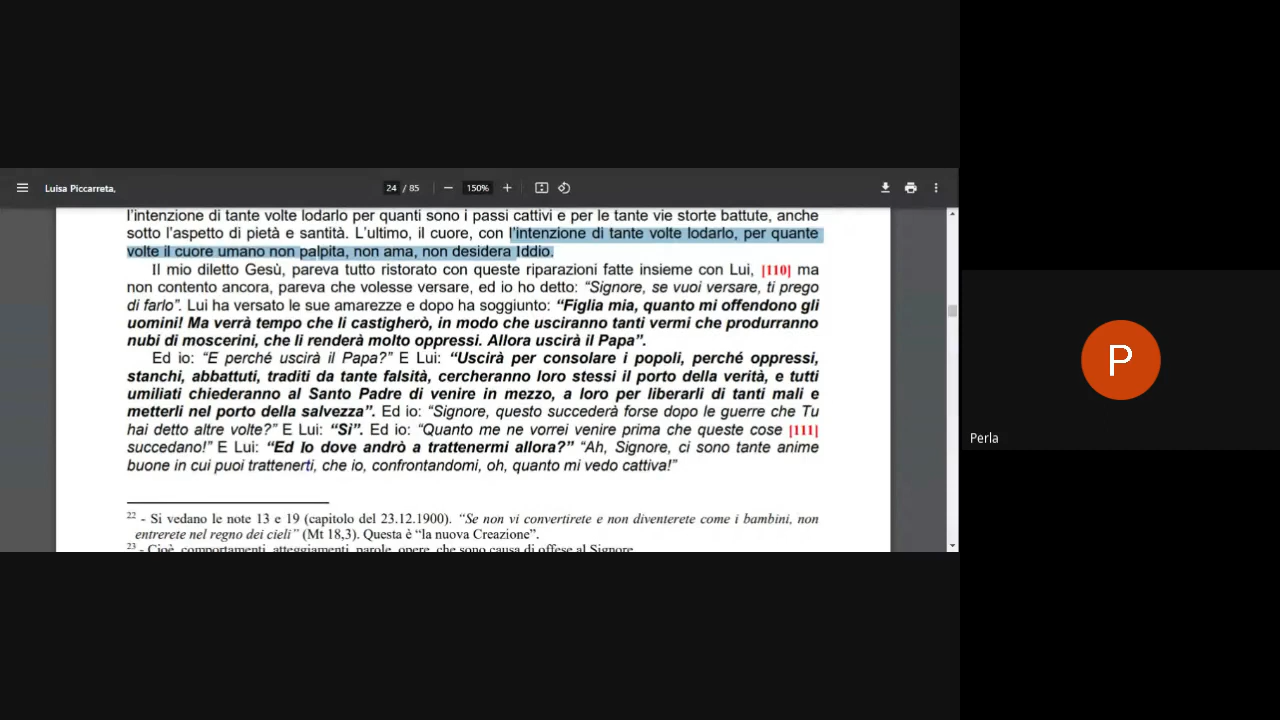 Luisa Piccarreta,
24 / 85
150%
l’intenzione di tante volte lodarlo per quanti sono i passi cattivi e per le tante vie storte battute, anche
sotto l’aspetto di pietà e santità. L’ultimo, il cuore, con l’intenzione di tante volte lodarlo, per quante
volte il cuore umano non palpita, non ama, non desidera Iddio.
Il mio diletto Gesù, pareva tutto ristorato con queste riparazioni fatte insieme con Lui, [110] ma
non contento ancora, pareva che volesse versare, ed io ho detto: “Signore, se vuoi versare, ti prego
di farlo”. Lui ha versato le sue amarezze e dopo ha soggiunto: “Figlia mia, quanto mi offendono gli
uomini! Ma verrà tempo che li castigherò, in modo che usciranno tanti vermi che produrranno
nubi di moscerini, che li renderà molto oppressi. Allora uscirà il Papa”.
Ed io: “E perché uscirà il Papa?” E Lui: “Uscirà per consolare i popoli, perché oppressi,
stanchi, abbattuti, traditi da tante falsità, cercheranno loro stessi il porto della verità, e tutti
umiliati chiederanno al Santo Padre di venire in mezzo, a loro per liberarli di tanti mali e
metterli nel porto della salvezza”. Ed io: “Signore, questo succederà forse dopo le guerre che Tu
hai detto altre volte?” E Lui: “Sì”. Ed io: “Quanto me ne vorrei venire prima che queste cose [111]
succedano!” E Lui: “Ed Io dove andrò a trattenermi allora?” “Ah, Signore, ci sono tante anime
buone in cui puoi trattenerti, che io, confrontandomi, oh, quanto mi vedo cattiva!”
22 - Si vedano le note 13 e 19 (capitolo del 23.12.1900). “Se non vi convertirete e non diventerete come i bambini, non
entrerete nel regno dei cieli” (Mt 18,3). Questa è “la nuova Creazione”.
23 - Cioè, comportamenti, atteggiamenti, parole, opere, che sono causa di offese al Signore.
P
Perla